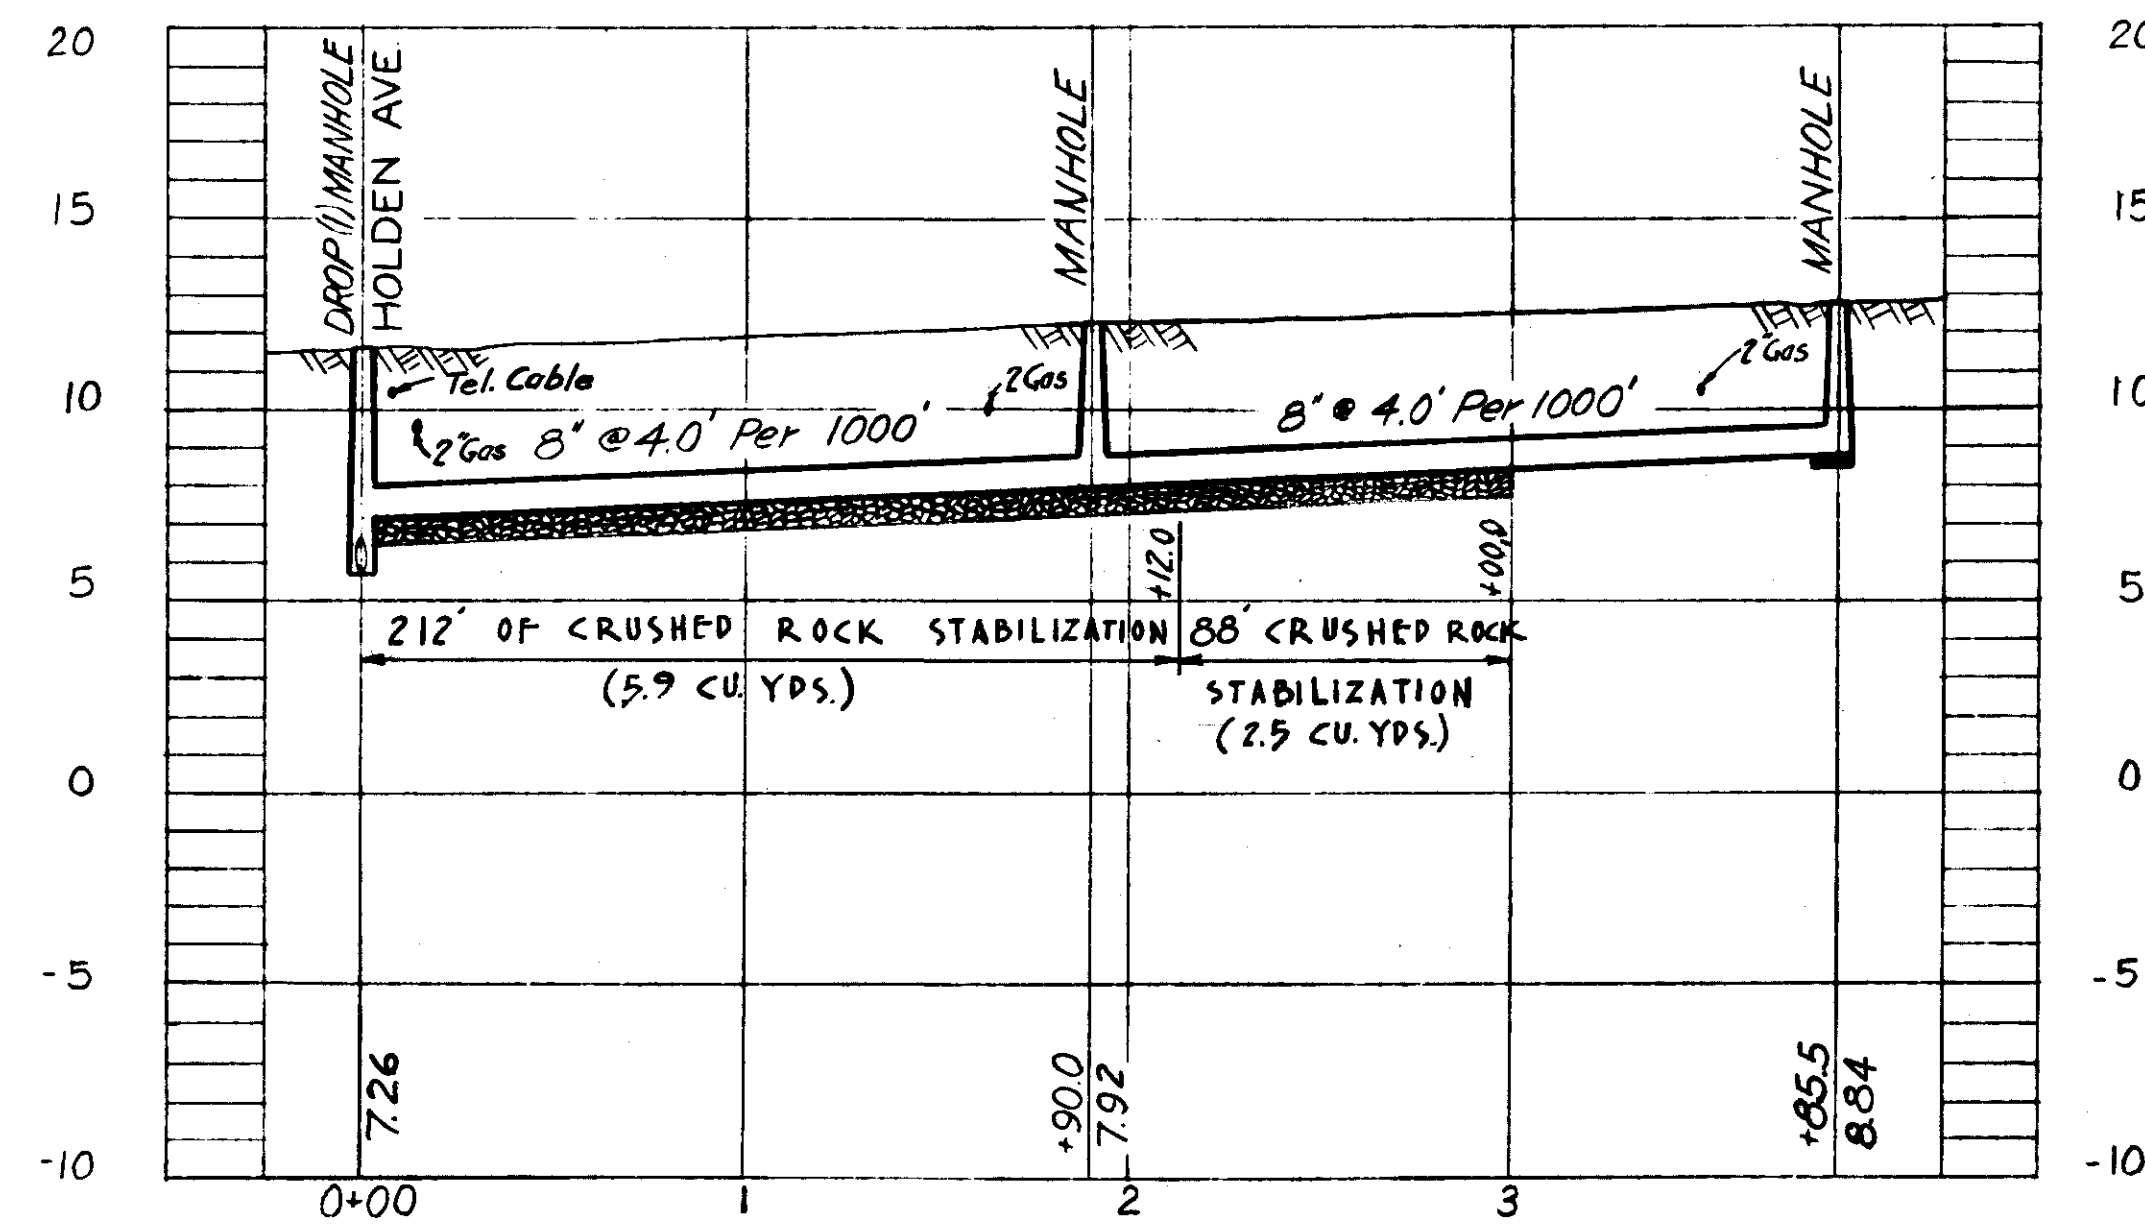 20
20
DROP (1) MANHOLE
HOLDEN AVE
MANHOLE
MANHOLE
15
15
Tel. Cable
2"Gas
2"Gas
10
10
2"Gas
8" @ 4.0' Per 1000'
8" @ 4.0' Per 1000'
+12.0
+00.0
5
5
212' OF CRUSHED ROCK STABILIZATION
(5.9 CU. YDS.)
88' CRUSHED ROCK
STABILIZATION
(2.5 CU. YDS.)
0
0
-5
-5
7.26
+90.0
7.92
+85.5
8.84
-10
-10
0+00
1
2
3